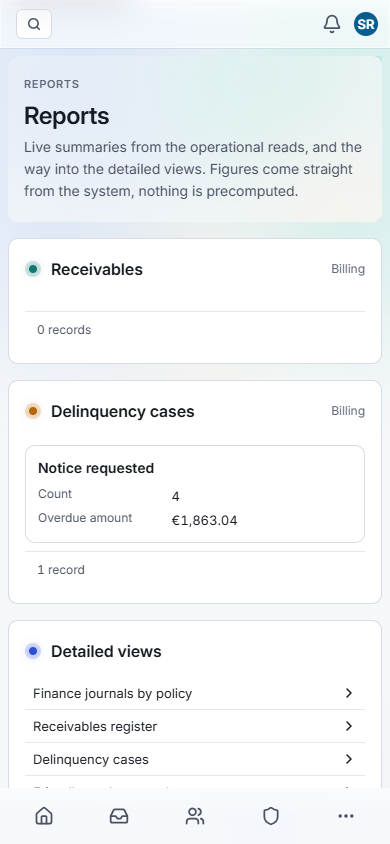 SR
REPORTS
Reports
Live summaries from the operational reads, and the
way into the detailed views. Figures come straight
from the system, nothing is precomputed.
Receivables
Billing
0 records
Delinquency cases
Billing
Notice requested
Count 4
Overdue amount €1,863.04
1 record
Detailed views
Finance journals by policy
Receivables register
Delinquency cases